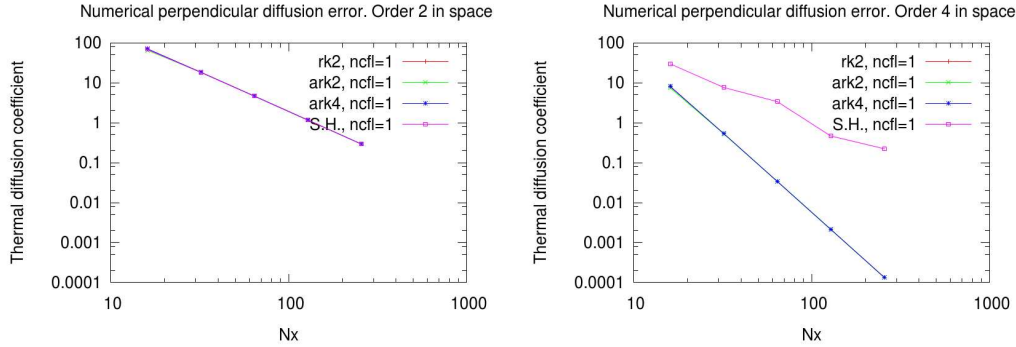 Numerical perpendicular diffusion error. Order 2 in space
Thermal diffusion coefficient
100
10
1
0.1
0.01
0.001
0.0001
rk2, ncfl=1
ark2, ncfl=1
ark4, ncfl=1
S.H., ncfl=1
10
100
1000
Nx
Numerical perpendicular diffusion error. Order 4 in space
Thermal diffusion coefficient
100
10
1
0.1
0.01
0.001
0.0001
rk2, ncfl=1
ark2, ncfl=1
ark4, ncfl=1
S.H., ncfl=1
10
100
1000
Nx